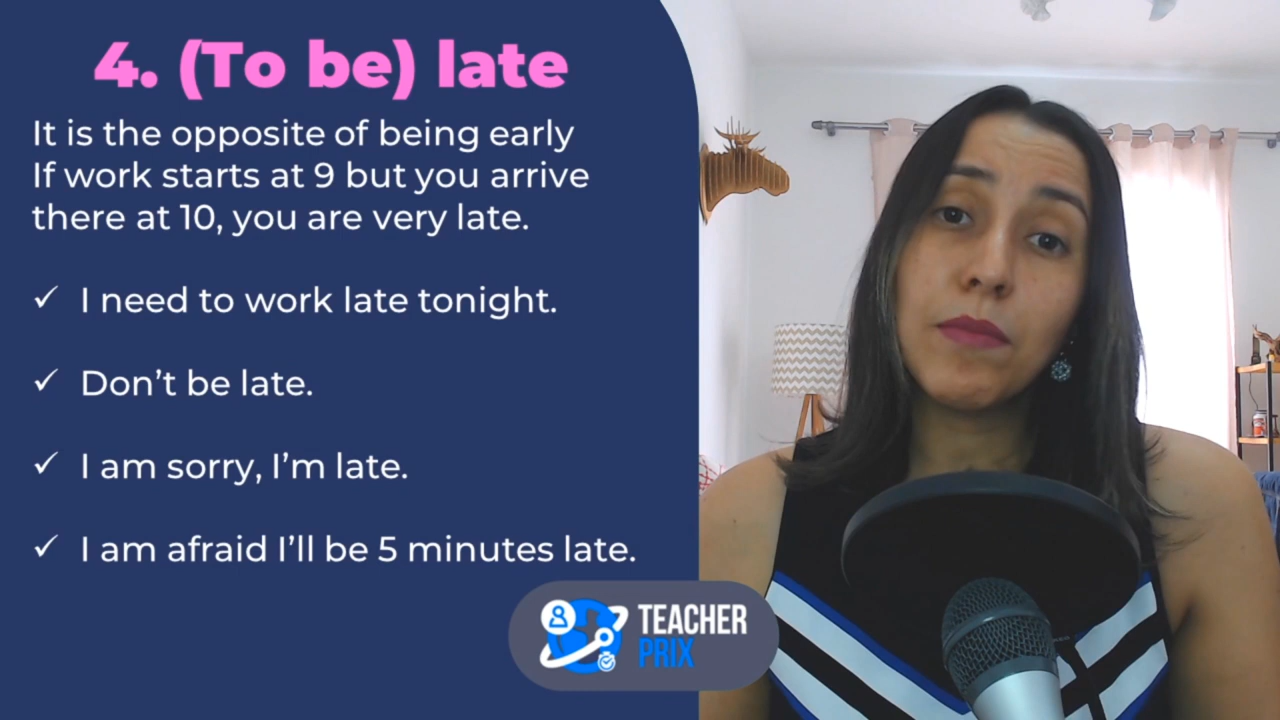 4. (To be) late
It is the opposite of being early
If work starts at 9 but you arrive
there at 10, you are very late.
✓ I need to work late tonight.
✓ Don’t be late.
✓ I am sorry, I’m late.
✓ I am afraid I’ll be 5 minutes late.
TEACHER
PRIX